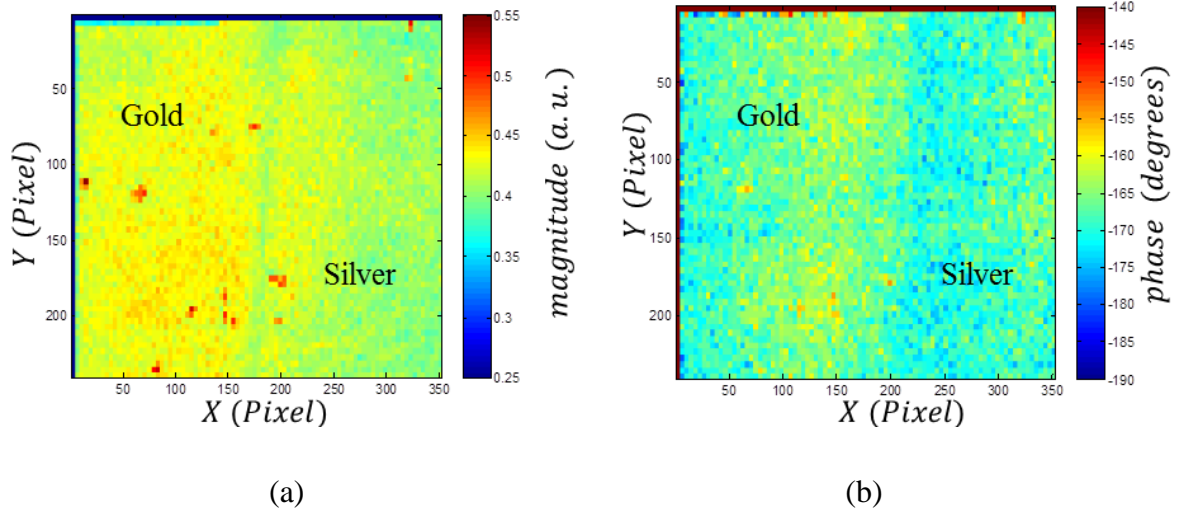 Gold
Silver
50
100
150
200
50 100 150 200 250 300 350
X (Pixel)
Y (Pixel)
0.55
0.5
0.45
0.4
0.35
0.3
0.25
magnitude (a. u.)
(a)
Gold
Silver
50
100
150
200
50 100 150 200 250 300 350
X (Pixel)
Y (Pixel)
-140
-145
-150
-155
-160
-165
-170
-175
-180
-185
-190
phase (degrees)
(b)